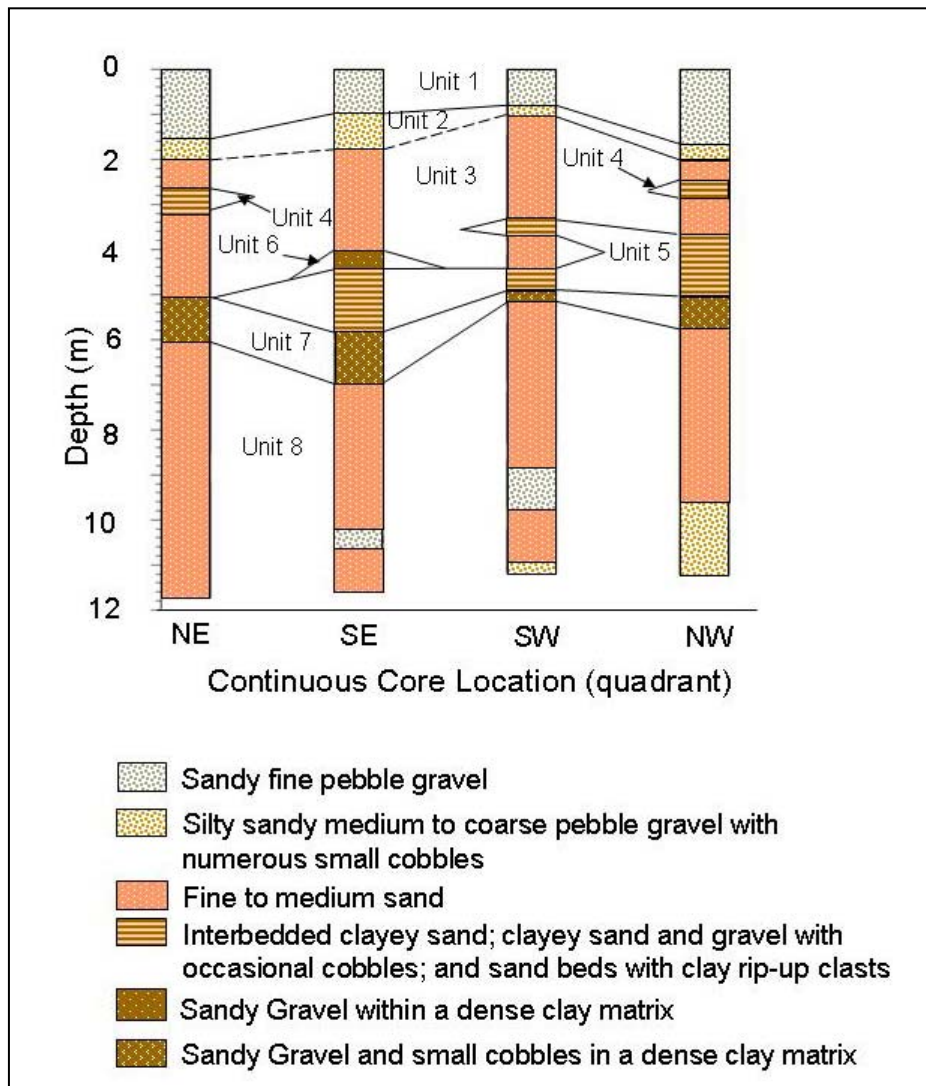 0
Unit 1
Unit 2
2
Unit 3
Unit 4
Unit 4
Unit 6
4
Unit 5
6
Unit 7
Depth (m)
8
Unit 8
10
12
NE SE SW NW
Continuous Core Location (quadrant)
Sandy fine pebble gravel
Silty sandy medium to coarse pebble gravel with
numerous small cobbles
Fine to medium sand
Interbedded clayey sand; clayey sand and gravel with
occasional cobbles; and sand beds with clay rip-up clasts
Sandy Gravel within a dense clay matrix
Sandy Gravel and small cobbles in a dense clay matrix